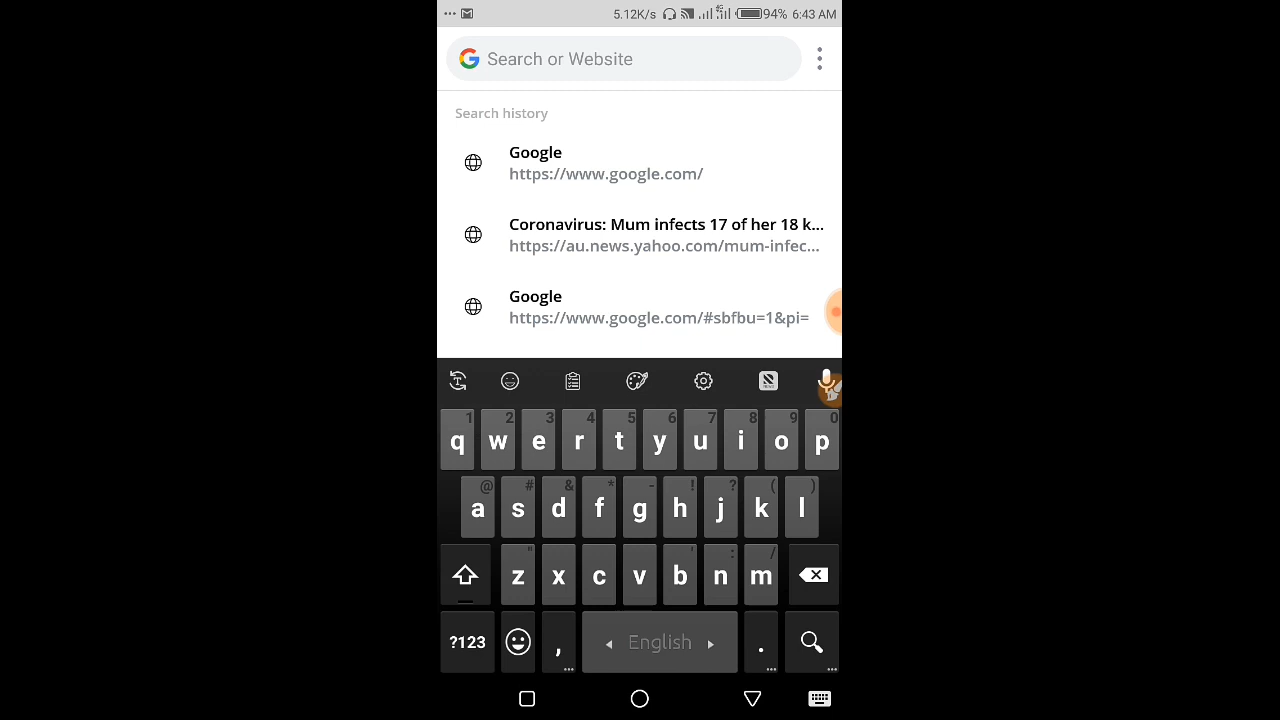 5.12K/s 4G 94% 6:43 AM
Search or Website
Search history
Google
https://www.google.com/
Coronavirus: Mum infects 17 of her 18 k...
https://au.news.yahoo.com/mum-infec...
Google
https://www.google.com/#sbfbu=1&pi=
1 2 3 4 5 6 7 8 9 0
q w e r t y u i o p
@ # & * - ! ? ( )
a s d f g h j k l
" ' : /
z x c v b n m
?123 , English .